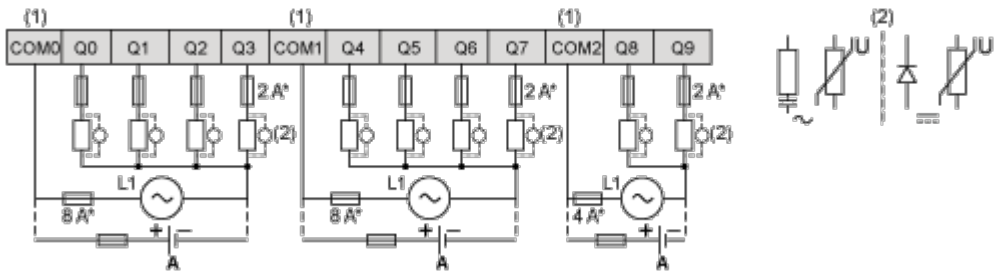 (1) (1) (1) (2)
COM0 Q0 Q1 Q2 Q3 COM1 Q4 Q5 Q6 Q7 COM2 Q8 Q9
U U
2 A* 2 A* 2 A*
(2) (2) (2)
L1 L1 L1
8 A* 8 A* 4 A*
+ − + − + −
A A A